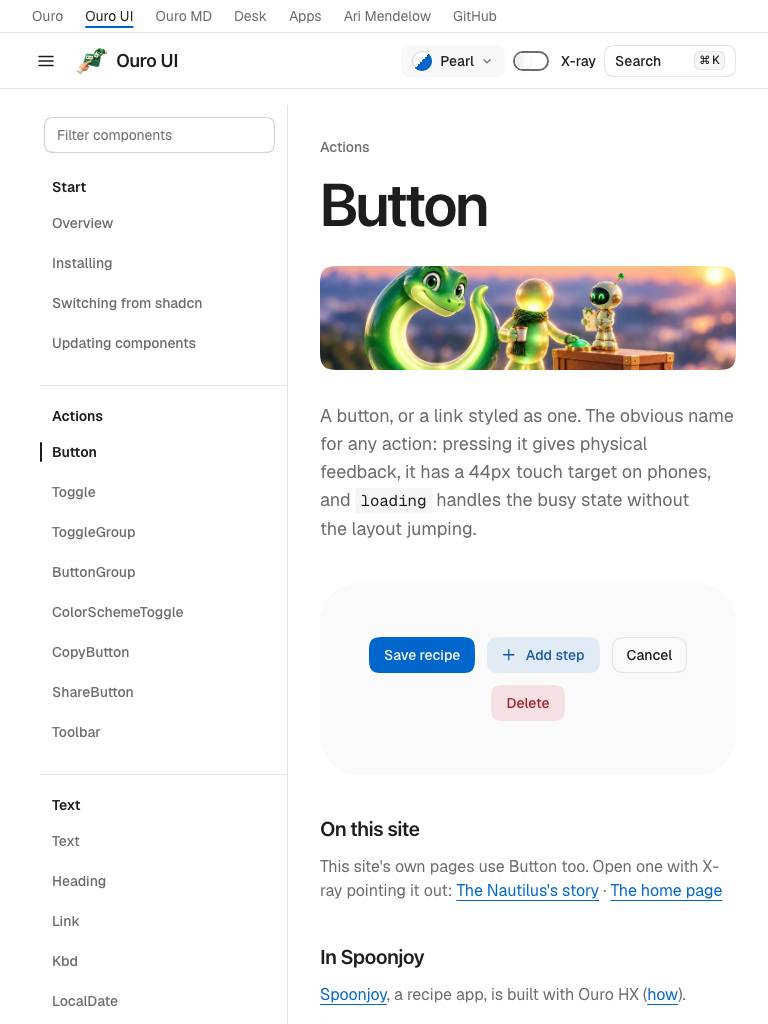 Ouro
Ouro UI
Ouro MD
Desk
Apps
Ari Mendelow
GitHub
Ouro UI
Pearl
X-ray
Search
⌘ K
Filter components
Start
Overview
Installing
Switching from shadcn
Updating components
Actions
Button
Toggle
ToggleGroup
ButtonGroup
ColorSchemeToggle
CopyButton
ShareButton
Toolbar
Text
Text
Heading
Link
Kbd
LocalDate
Actions
Button
A button, or a link styled as one. The obvious name
for any action: pressing it gives physical
feedback, it has a 44px touch target on phones,
and loading handles the busy state without
the layout jumping.
Save recipe
Add step
Cancel
Delete
On this site
This site's own pages use Button too. Open one with X-
ray pointing it out: The Nautilus's story · The home page
In Spoonjoy
Spoonjoy, a recipe app, is built with Ouro HX (how).